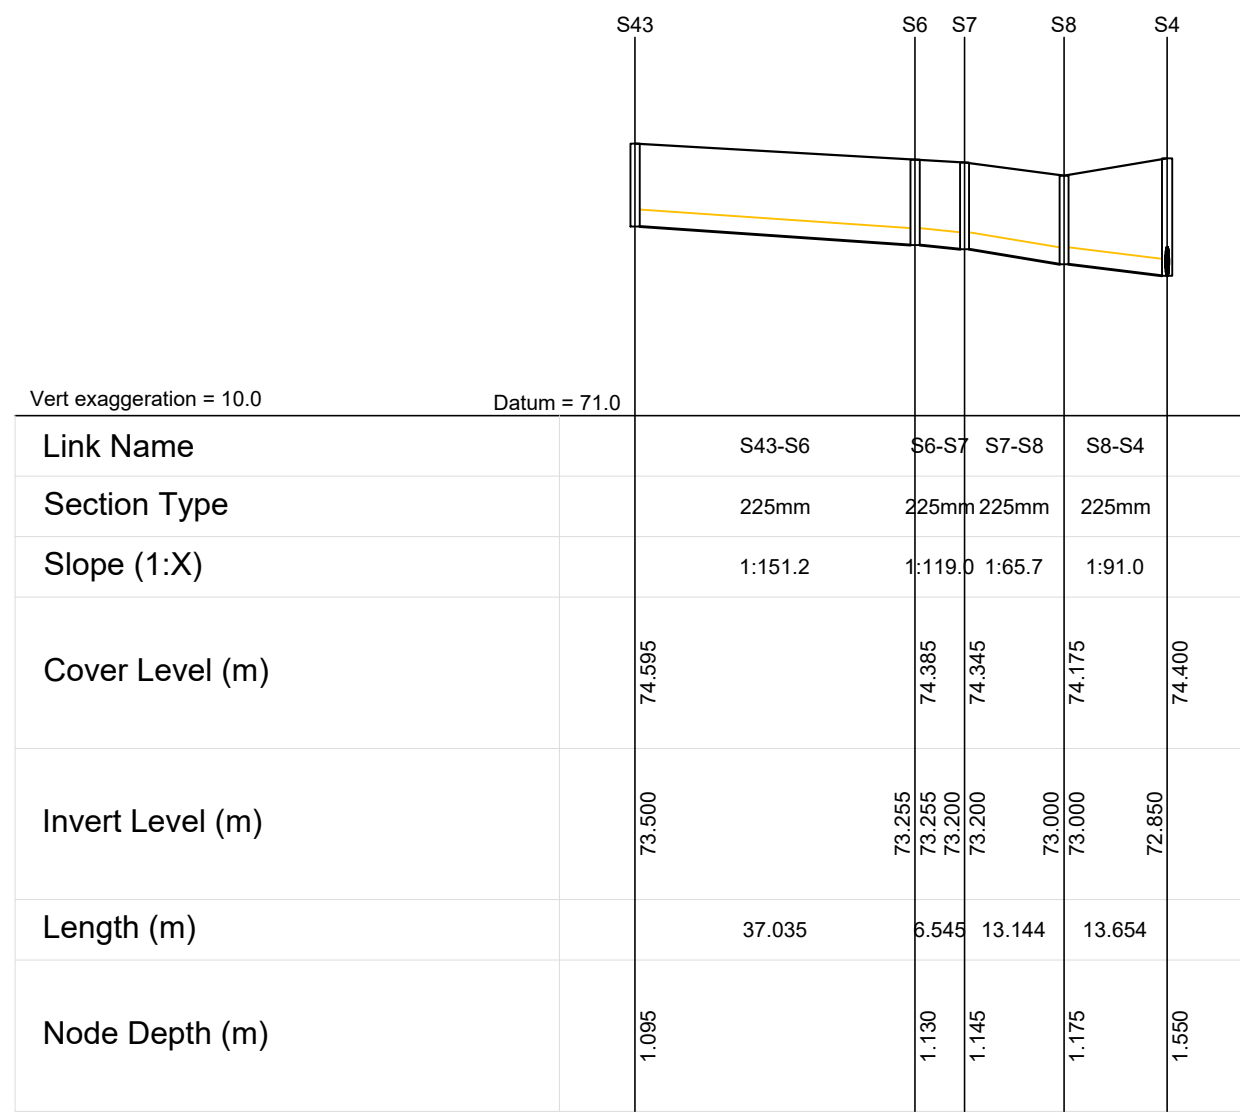 S43 S6 S7 S8 S4
Vert exaggeration = 10.0 Datum = 71.0
Link Name S43-S6 S6-S7 S7-S8 S8-S4
Section Type 225mm 225mm 225mm 225mm
Slope (1:X) 1:151.2 1:119.0 1:65.7 1:91.0
Cover Level (m) 74.595 74.385 74.345 74.175 74.400
Invert Level (m) 73.500 73.255 73.255 73.200 73.200 73.000 73.000 72.850
Length (m) 37.035 6.545 13.144 13.654
Node Depth (m) 1.095 1.130 1.145 1.175 1.550